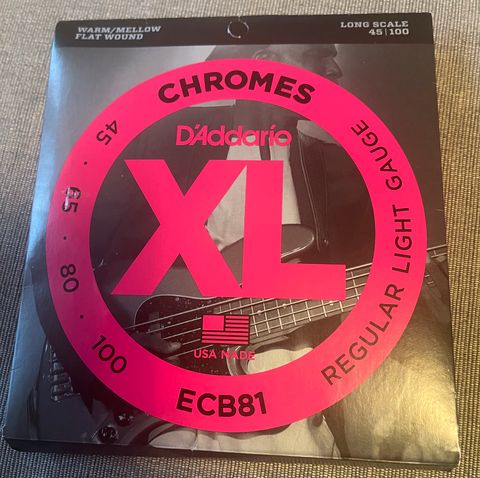 WARM/MELLOW
FLAT WOUND
LONG SCALE
45 | 100
CHROMES
D'Addario
XL
USA MADE
45 • 65 • 80 • 100
ECB81
REGULAR LIGHT GAUGE